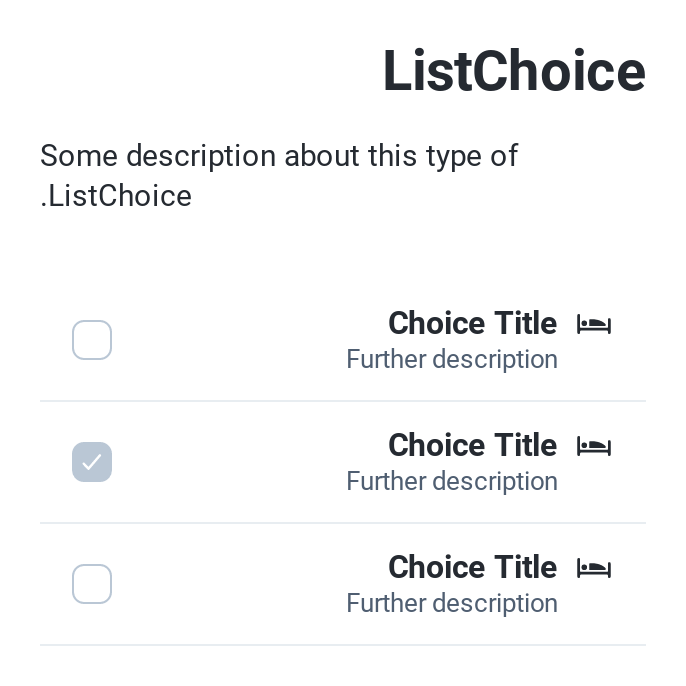 ListChoice
Some description about this type of
.ListChoice
Choice Title
Further description
Choice Title
Further description
Choice Title
Further description